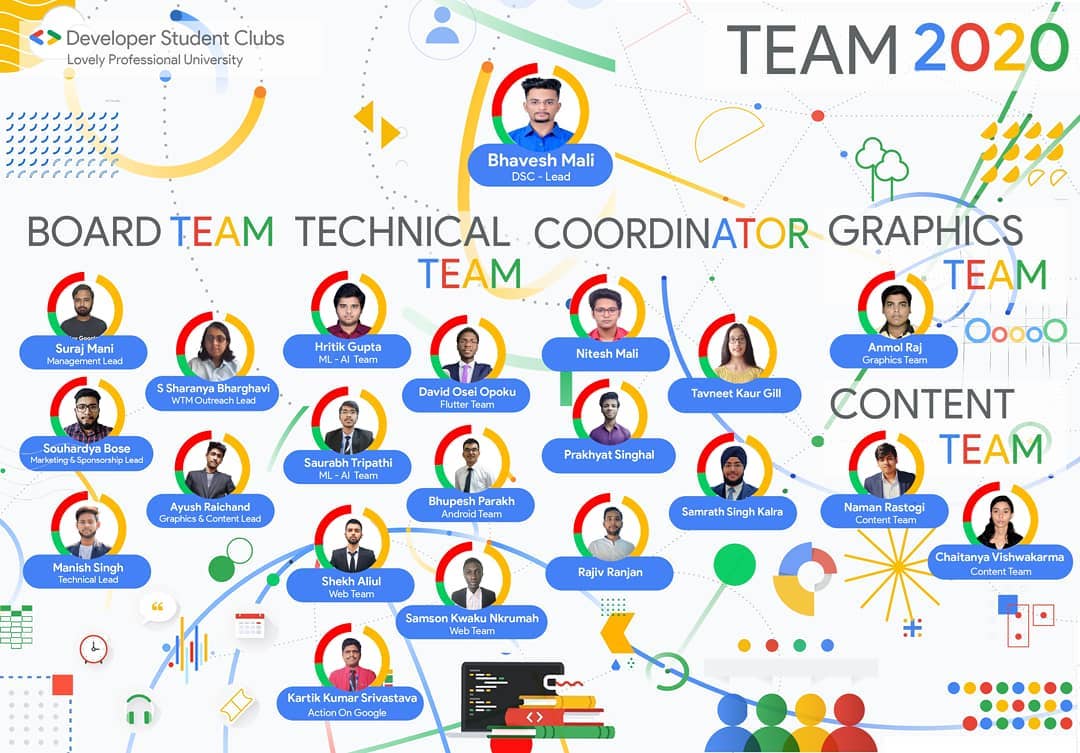 Developer Student Clubs
Lovely Professional University
TEAM 2020
Bhavesh Mali
DSC - Lead
BOARD TEAM
Suraj Mani
Management Lead
S Sharanya Bharghavi
WTM Outreach Lead
Souhardya Bose
Marketing & Sponsorship Lead
Ayush Raichand
Graphics & Content Lead
Manish Singh
Technical Lead
TECHNICAL
TEAM
Hritik Gupta
ML - AI Team
David Osei Opoku
Flutter Team
Saurabh Tripathi
ML - AI Team
Bhupesh Parakh
Android Team
Shekh Aliul
Web Team
Samson Kwaku Nkrumah
Web Team
Kartik Kumar Srivastava
Action On Google
COORDINATOR
Nitesh Mali
Tavneet Kaur Gill
Prakhyat Singhal
Samrath Singh Kalra
Rajiv Ranjan
GRAPHICS
TEAM
Anmol Raj
Graphics Team
CONTENT
TEAM
Naman Rastogi
Content Team
Chaitanya Vishwakarma
Content Team